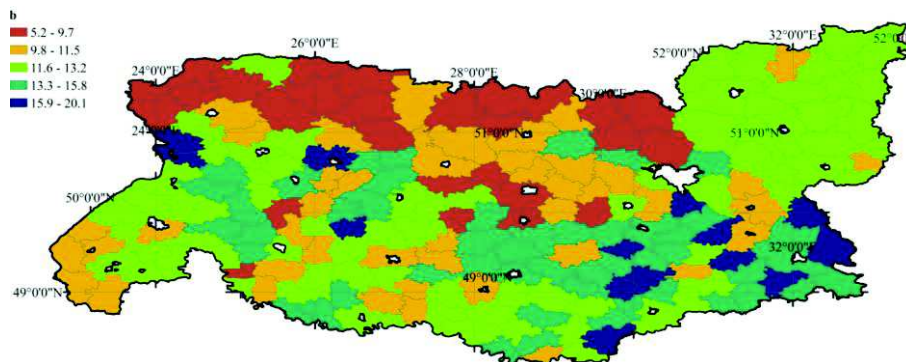 b
5.2 - 9.7
9.8 - 11.5
11.6 - 13.2
13.3 - 15.8
15.9 - 20.1
52°0'0"N
32°0'0"E
52°0
26°0'0"E
24°0'0"E
28°0'0"E
30°0'0"E
24°
0"N
51°0'0"N
51°0'0"N
50°0'0"N
32°0'0"E
49°0'0"N
49°0'0"N